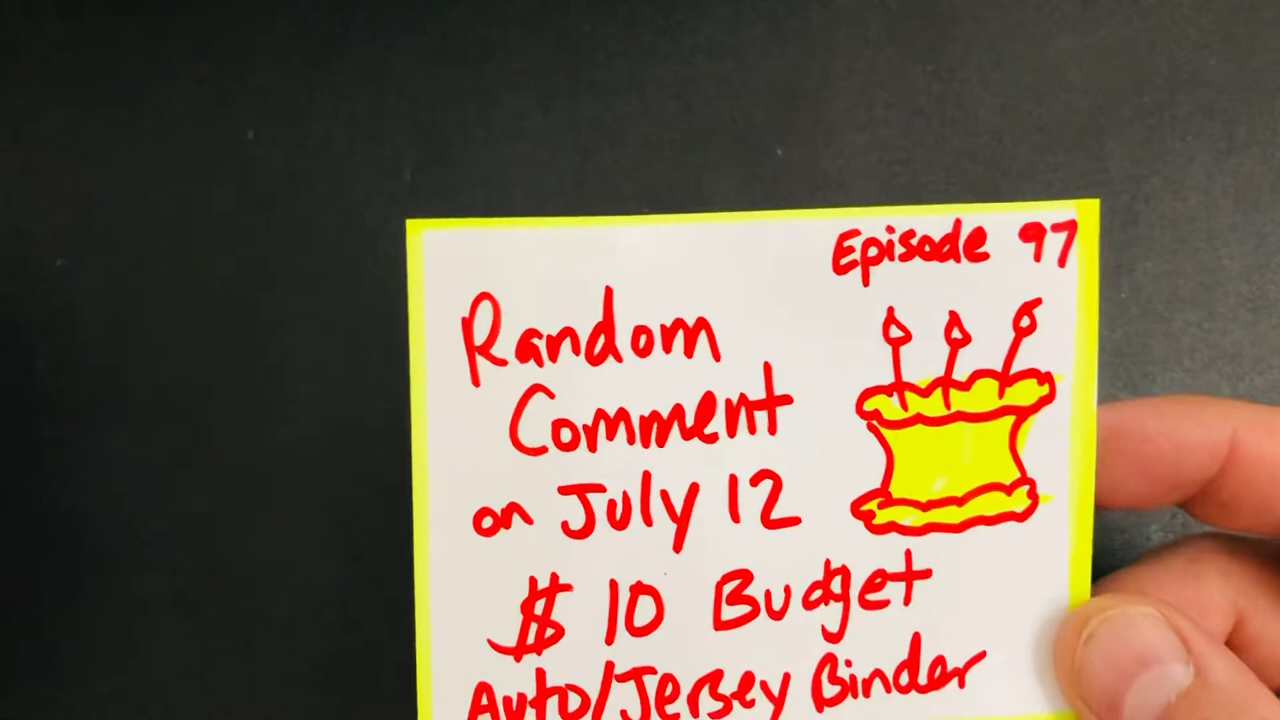 Episode 97
Random
Comment
on July 12
$10 Budget
Auto/Jersey Binder